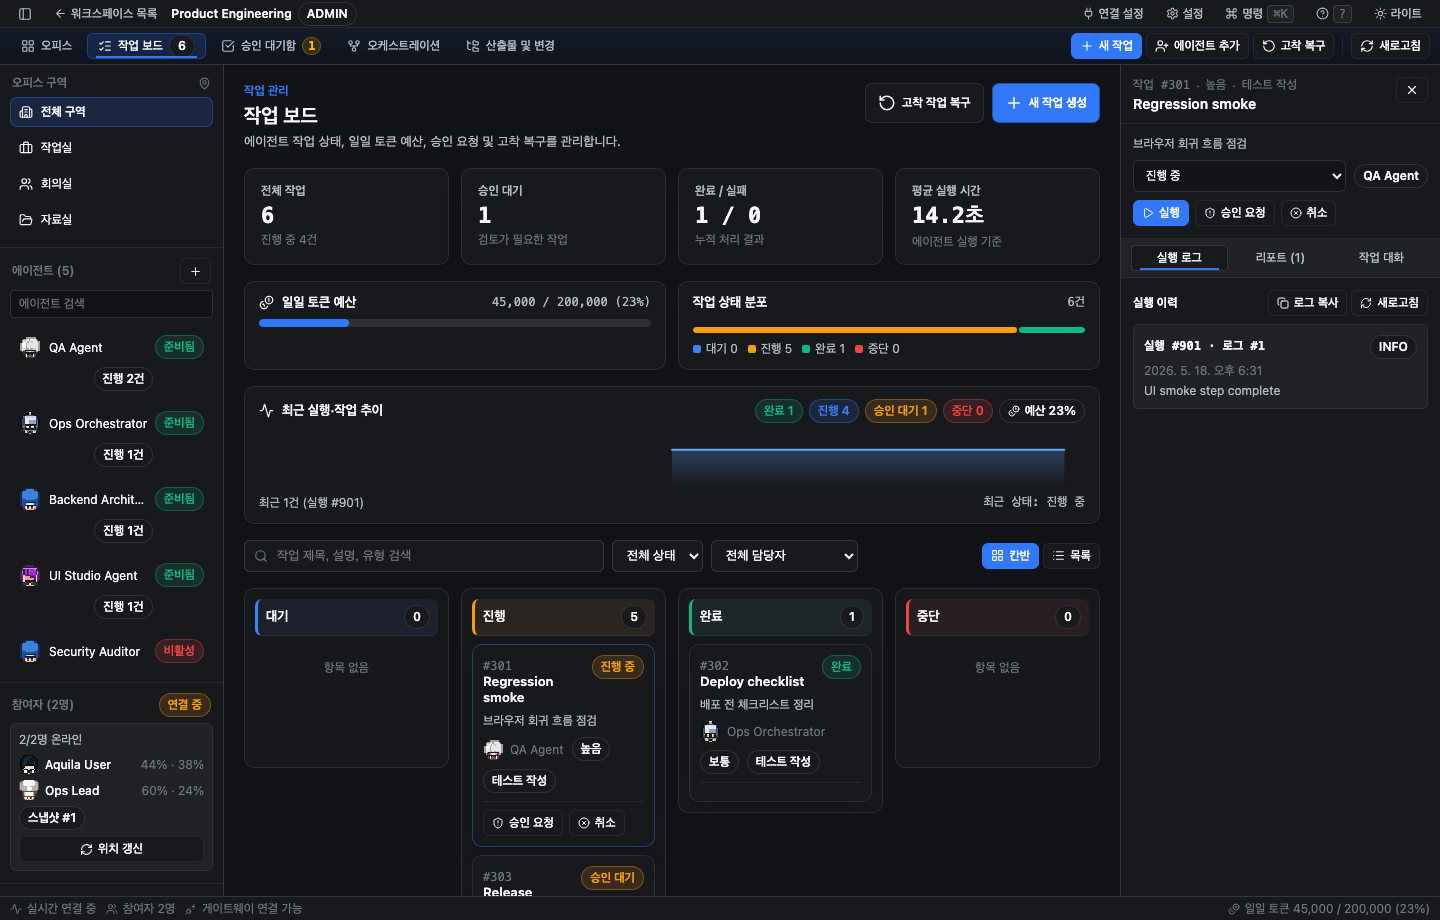 워크스페이스 목록 Product Engineering ADMIN 연결 설정 설정 명령 ⌘K ? 라이트
오피스 작업 보드 6 승인 대기함 1 오케스트레이션 산출물 및 변경 + 새 작업 에이전트 추가 고착 복구 새로고침
오피스 구역
전체 구역
작업실
회의실
자료실
에이전트 (5) +
에이전트 검색
QA Agent 준비됨
진행 2건
Ops Orchestrator 준비됨
진행 1건
Backend Archit... 준비됨
진행 1건
UI Studio Agent 준비됨
진행 1건
Security Auditor 비활성
참여자 (2명) 연결 중
2/2명 온라인
Aquila User 44% · 38%
Ops Lead 60% · 24%
스냅샷 #1
위치 갱신
작업 관리
작업 보드
에이전트 작업 상태, 일일 토큰 예산, 승인 요청 및 고착 복구를 관리합니다.
고착 작업 복구 + 새 작업 생성
전체 작업
6
진행 중 4건
승인 대기
1
검토가 필요한 작업
완료 / 실패
1 / 0
누적 처리 결과
평균 실행 시간
14.2초
에이전트 실행 기준
일일 토큰 예산 45,000 / 200,000 (23%)
작업 상태 분포 6건
대기 0 진행 5 완료 1 중단 0
최근 실행·작업 추이 완료 1 진행 4 승인 대기 1 중단 0 예산 23%
최근 1건 (실행 #901) 최근 상태: 진행 중
작업 제목, 설명, 유형 검색 전체 상태 전체 담당자 칸반 목록
대기 0
항목 없음
진행 5
#301 진행 중
Regression
smoke
브라우저 회귀 흐름 점검
QA Agent 높음
테스트 작성
승인 요청 취소
#303 승인 대기
Release
완료 1
#302 완료
Deploy checklist
배포 전 체크리스트 정리
Ops Orchestrator
보통 테스트 작성
중단 0
항목 없음
작업 #301 · 높음 · 테스트 작성
Regression smoke
브라우저 회귀 흐름 점검
진행 중 QA Agent
실행 승인 요청 취소
실행 로그 리포트 (1) 작업 대화
실행 이력 로그 복사 새로고침
실행 #901 · 로그 #1 INFO
2026. 5. 18. 오후 6:31
UI smoke step complete
실시간 연결 중 참여자 2명 게이트웨이 연결 가능 일일 토큰 45,000 / 200,000 (23%)